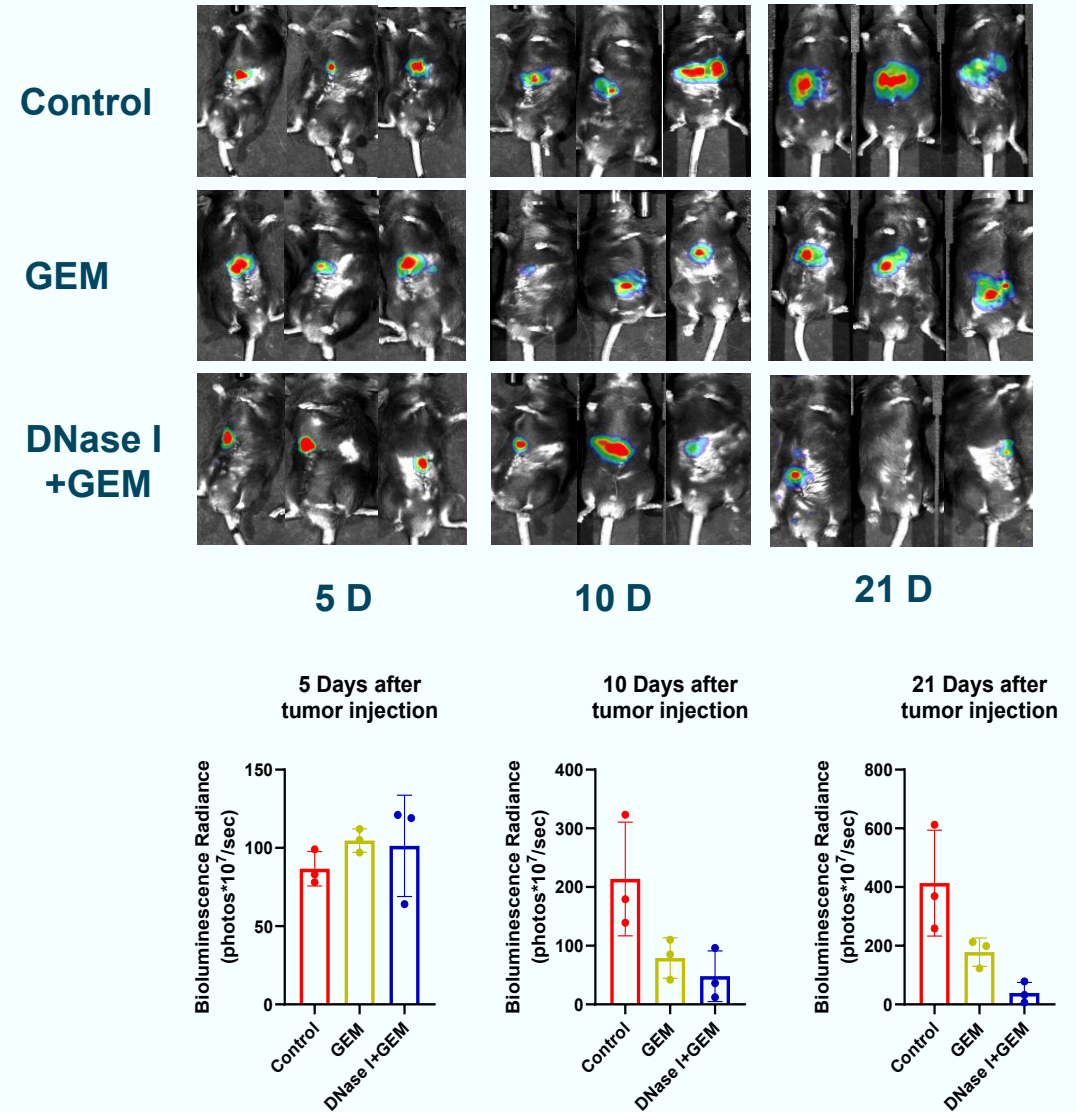 Control
GEM
DNase I
+GEM
5 D
10 D
21 D
5 Days after
tumor injection
Bioluminescence Radiance
(photos*10⁷/sec)
150
100
50
0
Control
GEM
DNase I+GEM
10 Days after
tumor injection
Bioluminescence Radiance
(photos*10⁷/sec)
400
300
200
100
0
Control
GEM
DNase I+GEM
21 Days after
tumor injection
Bioluminescence Radiance
(photos*10⁷/sec)
800
600
400
200
0
Control
GEM
DNase I+GEM